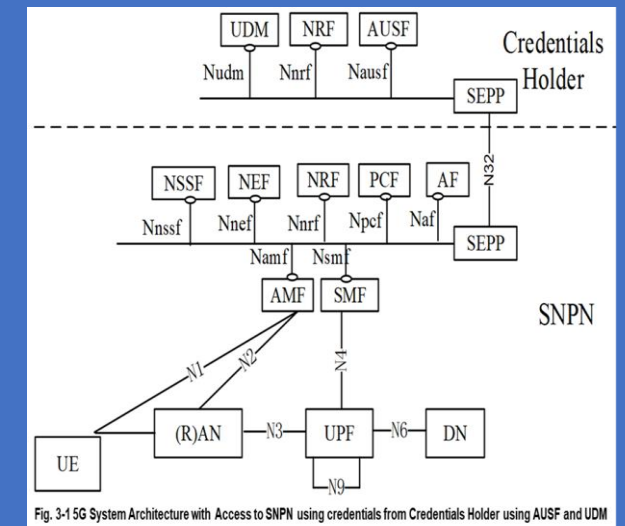 UDM NRF AUSF
Credentials
Holder
Nudm Nnrf Nausf
SEPP
N32
NSSF NEF NRF PCF AF
Nnssf Nnef Nnrf Npcf Naf
SEPP
Namf Nsmf
AMF SMF
SNPN
N1 N2 N4
(R)AN N3 UPF N6 DN
UE
N9
Fig. 3-1 5G System Architecture with Access to SNPN using credentials from Credentials Holder using AUSF and UDM